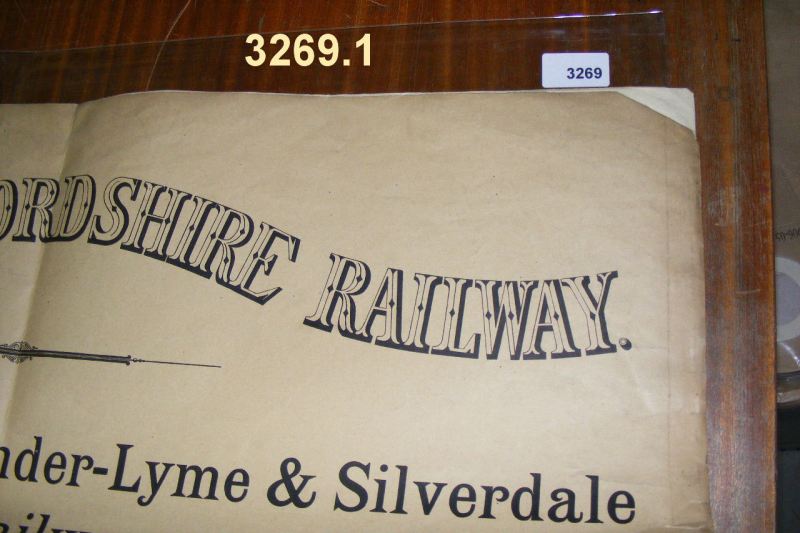 3269.1
3269
ORDSHIRE RAILWAY.
nder-Lyme & Silverdale